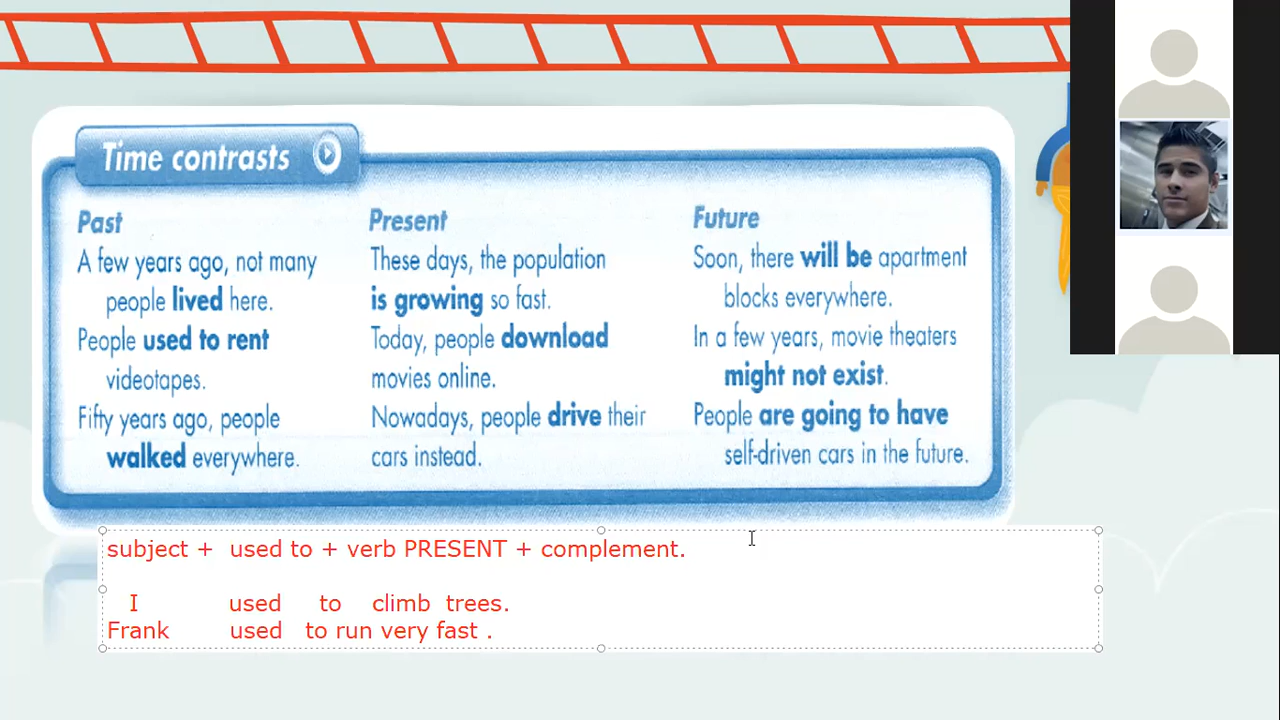 Time contrasts
Past
A few years ago, not many
people lived here.
People used to rent
videotapes.
Fifty years ago, people
walked everywhere.
Present
These days, the population
is growing so fast.
Today, people download
movies online.
Nowadays, people drive their
cars instead.
Future
Soon, there will be apartment
blocks everywhere.
In a few years, movie theaters
might not exist.
People are going to have
self-driven cars in the future.
subject + used to + verb PRESENT + complement.
I used to climb trees.
Frank used to run very fast .